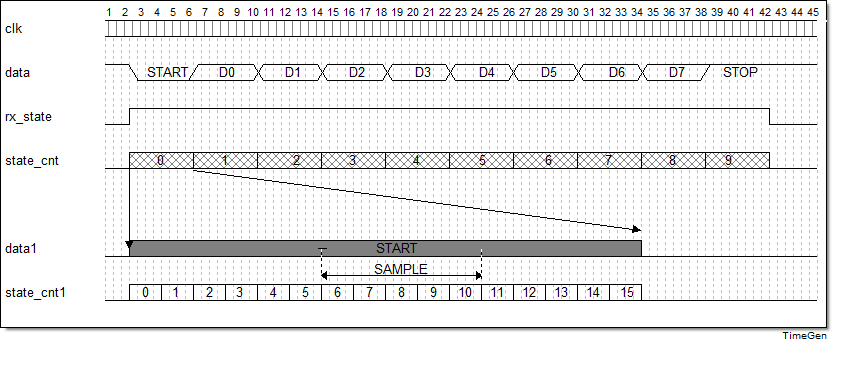 1 2 3 4 5 6 7 8 9 10 11 12 13 14 15 16 17 18 19 20 21 22 23 24 25 26 27 28 29 30 31 32 33 34 35 36 37 38 39 40 41 42 43 44 45
clk
data START D0 D1 D2 D3 D4 D5 D6 D7 STOP
rx_state
state_cnt 0 1 2 3 4 5 6 7 8 9
data1 START
SAMPLE
state_cnt1 0 1 2 3 4 5 6 7 8 9 10 11 12 13 14 15
TimeGen